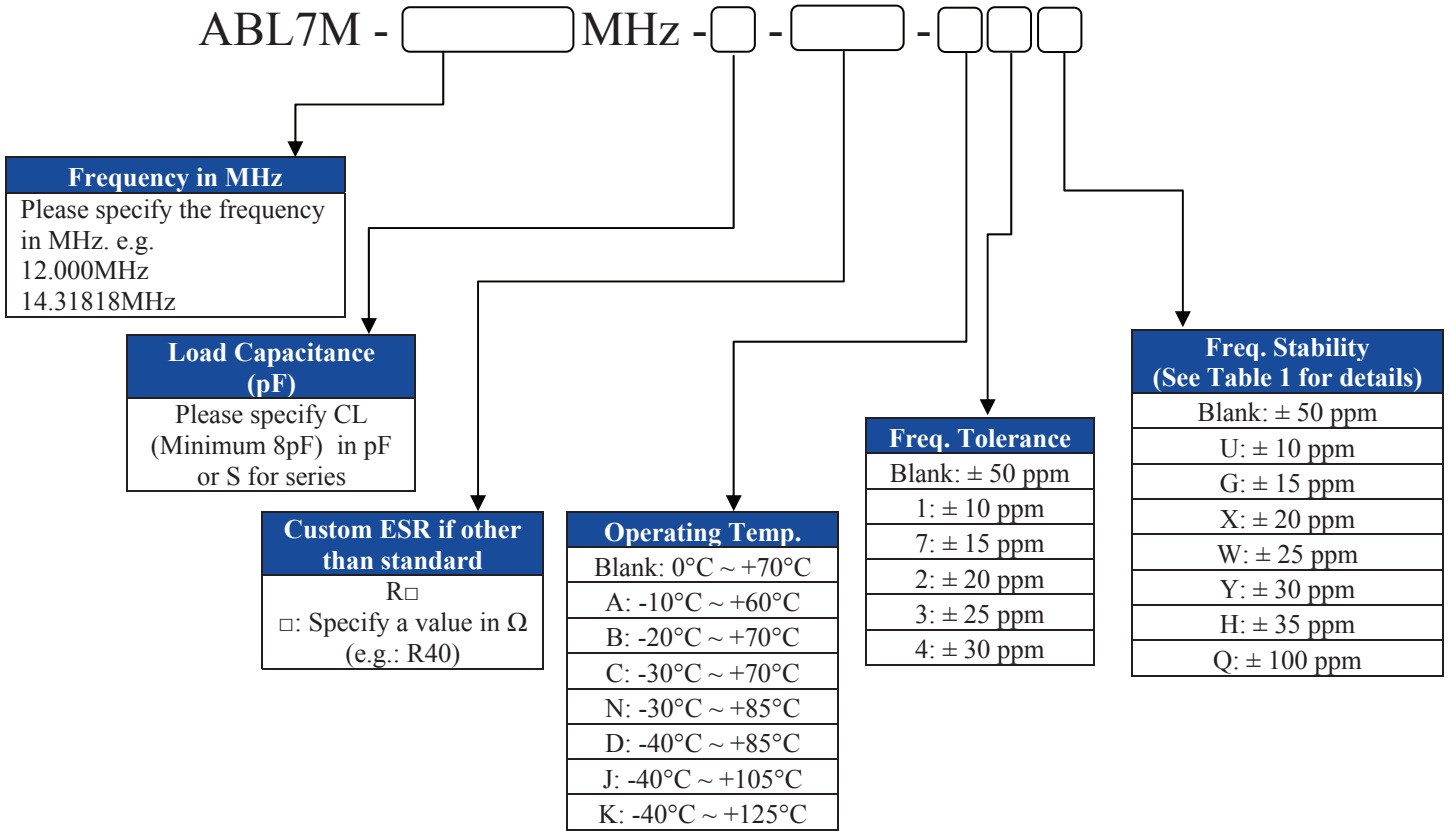 ABL7M - MHz - - -
Frequency in MHz
Please specify the frequency
in MHz. e.g.
12.000MHz
14.31818MHz
Load Capacitance
(pF)
Please specify CL
(Minimum 8pF) in pF
or S for series
Custom ESR if other
than standard
R□
□: Specify a value in Ω
(e.g.: R40)
Operating Temp.
Blank: 0°C ~ +70°C
A: -10°C ~ +60°C
B: -20°C ~ +70°C
C: -30°C ~ +70°C
N: -30°C ~ +85°C
D: -40°C ~ +85°C
J: -40°C ~ +105°C
K: -40°C ~ +125°C
Freq. Tolerance
Blank: ± 50 ppm
1: ± 10 ppm
7: ± 15 ppm
2: ± 20 ppm
3: ± 25 ppm
4: ± 30 ppm
Freq. Stability
(See Table 1 for details)
Blank: ± 50 ppm
U: ± 10 ppm
G: ± 15 ppm
X: ± 20 ppm
W: ± 25 ppm
Y: ± 30 ppm
H: ± 35 ppm
Q: ± 100 ppm